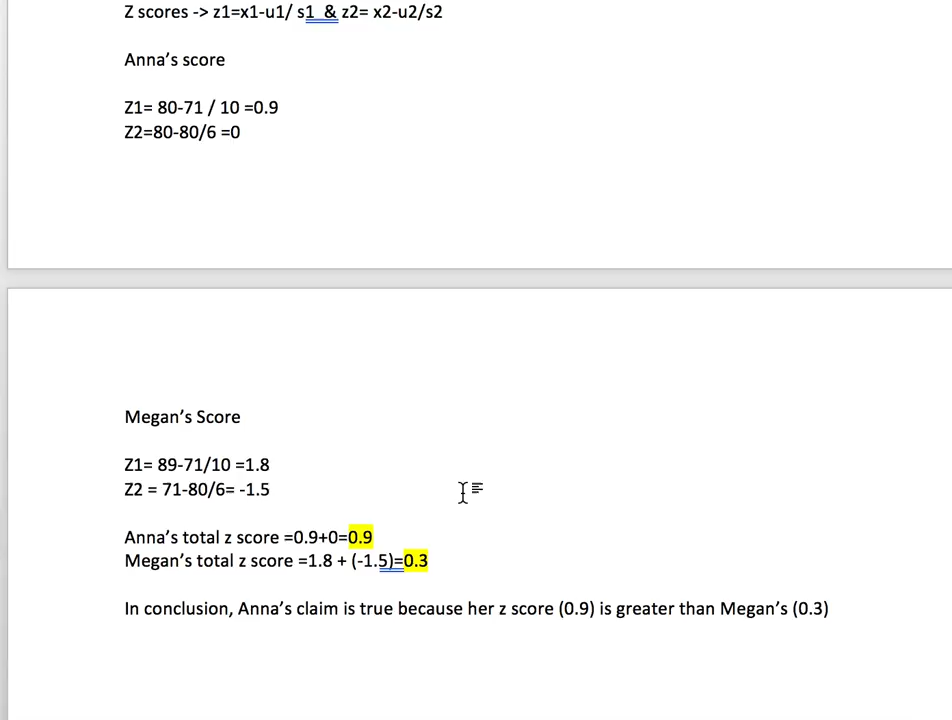 Z scores -> z1=x1-u1/ s1  & z2= x2-u2/s2
Anna’s score
Z1= 80-71 / 10 =0.9
Z2=80-80/6 =0
Megan’s Score
Z1= 89-71/10 =1.8
Z2 = 71-80/6= -1.5
Anna’s total z score =0.9+0=0.9
Megan’s total z score =1.8 + (-1.5)=0.3
In conclusion, Anna’s claim is true because her z score (0.9) is greater than Megan’s (0.3)